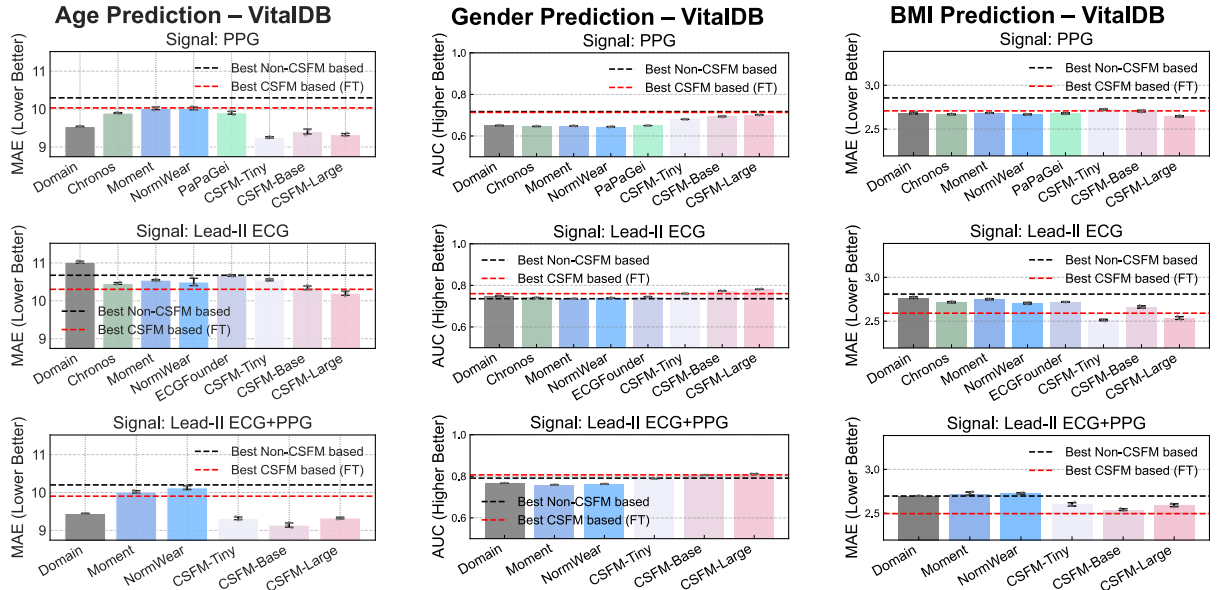 Age Prediction – VitalDB
Signal: PPG
MAE (Lower Better)
11
10
9
Best Non-CSFM based
Best CSFM based (FT)
Domain
Chronos
Moment
NormWear
PaPaGei
CSFM-Tiny
CSFM-Base
CSFM-Large
Gender Prediction – VitalDB
Signal: PPG
AUC (Higher Better)
1.0
0.8
0.6
Best Non-CSFM based
Best CSFM based (FT)
Domain
Chronos
Moment
NormWear
PaPaGei
CSFM-Tiny
CSFM-Base
CSFM-Large
BMI Prediction – VitalDB
Signal: PPG
MAE (Lower Better)
3.0
2.5
Best Non-CSFM based
Best CSFM based (FT)
Domain
Chronos
Moment
NormWear
PaPaGei
CSFM-Tiny
CSFM-Base
CSFM-Large
Signal: Lead-II ECG
MAE (Lower Better)
11
10
9
Best Non-CSFM based
Best CSFM based (FT)
Domain
Chronos
Moment
NormWear
ECGFounder
CSFM-Tiny
CSFM-Base
CSFM-Large
Signal: Lead-II ECG
AUC (Higher Better)
1.0
0.8
0.6
Best Non-CSFM based
Best CSFM based (FT)
Domain
Chronos
Moment
NormWear
ECGFounder
CSFM-Tiny
CSFM-Base
CSFM-Large
Signal: Lead-II ECG
MAE (Lower Better)
3.0
2.5
Best Non-CSFM based
Best CSFM based (FT)
Domain
Chronos
Moment
NormWear
ECGFounder
CSFM-Tiny
CSFM-Base
CSFM-Large
Signal: Lead-II ECG+PPG
MAE (Lower Better)
11
10
9
Best Non-CSFM based
Best CSFM based (FT)
Domain
Moment
NormWear
CSFM-Tiny
CSFM-Base
CSFM-Large
Signal: Lead-II ECG+PPG
AUC (Higher Better)
1.0
0.8
0.6
Best Non-CSFM based
Best CSFM based (FT)
Domain
Moment
NormWear
CSFM-Tiny
CSFM-Base
CSFM-Large
Signal: Lead-II ECG+PPG
MAE (Lower Better)
3.0
2.5
Best Non-CSFM based
Best CSFM based (FT)
Domain
Moment
NormWear
CSFM-Tiny
CSFM-Base
CSFM-Large